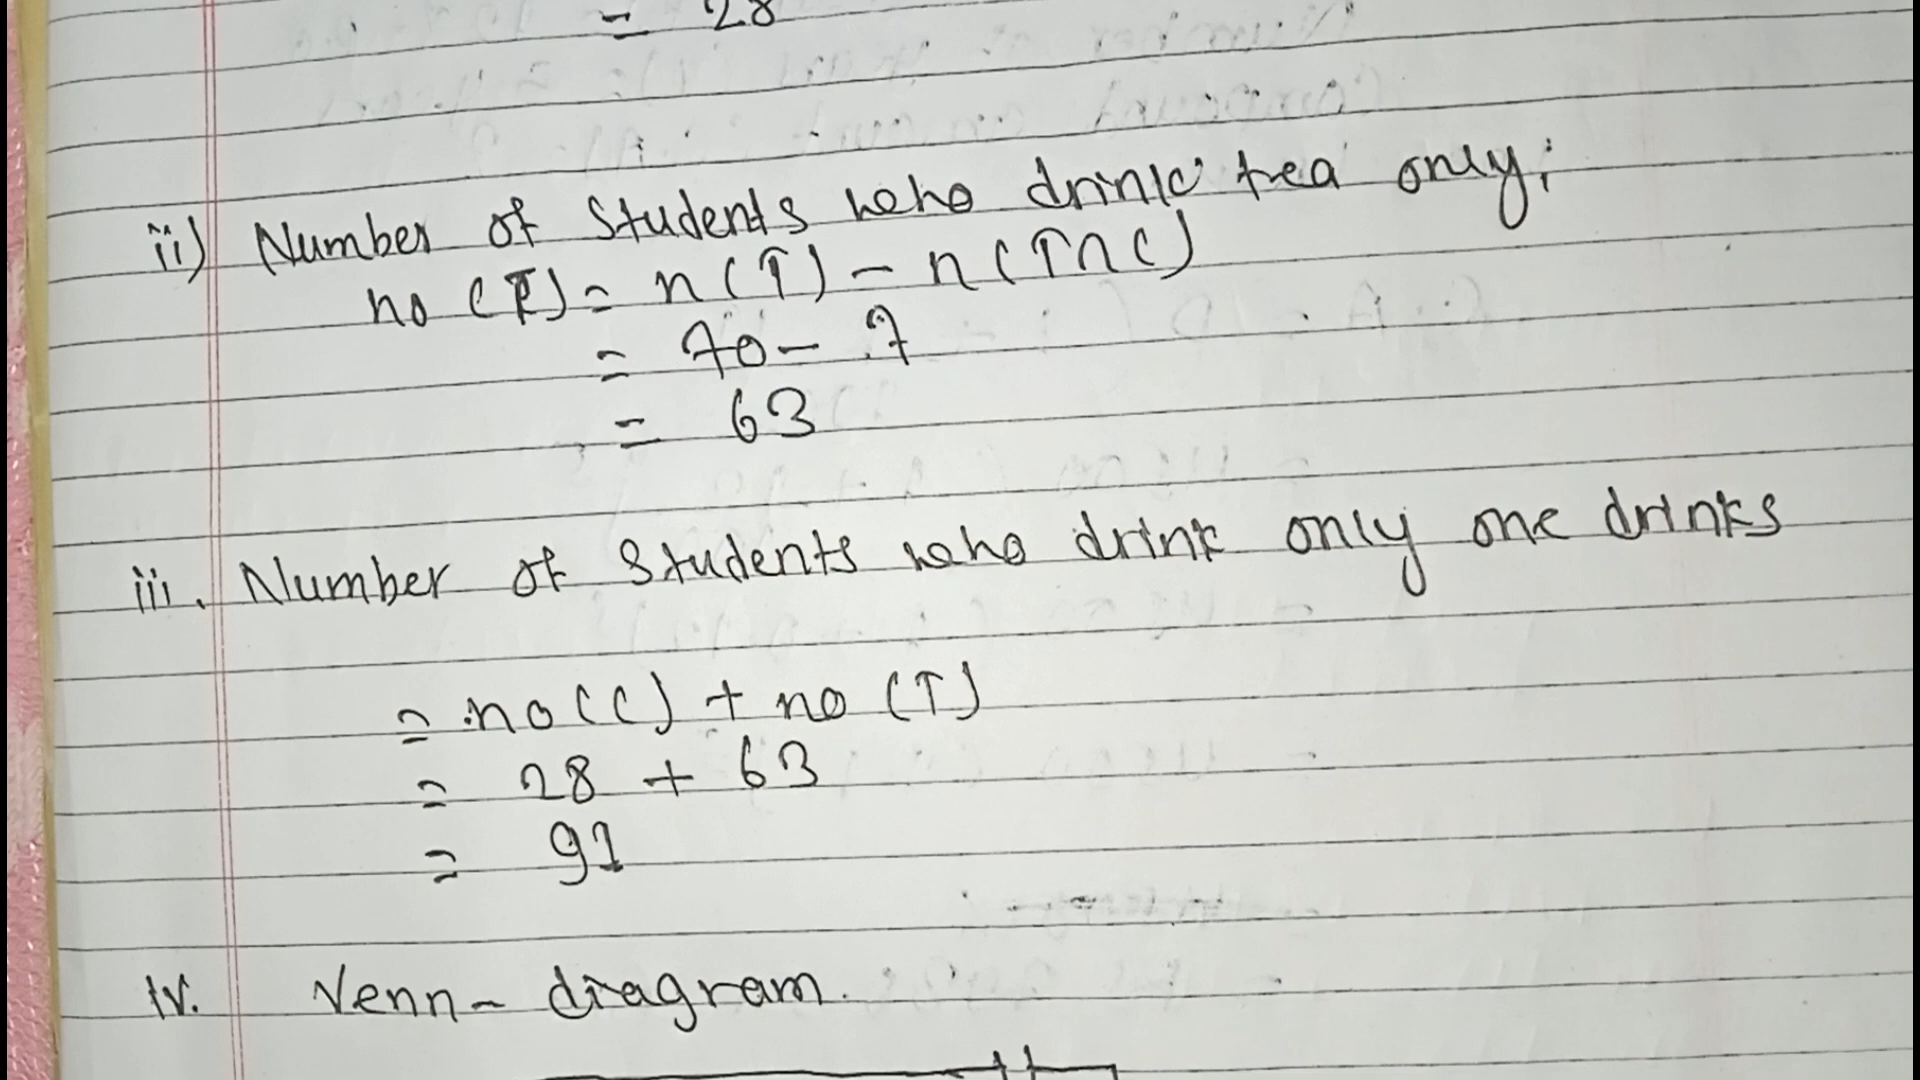 = 28
ii) Number of Students who drink tea only;
no (T) = n(T) - n(T∩C)
= 70 - 7
= 63
iii. Number of Students who drink only one drinks
= no(C) + no (T)
= 28 + 63
= 91
iv. Venn-diagram.